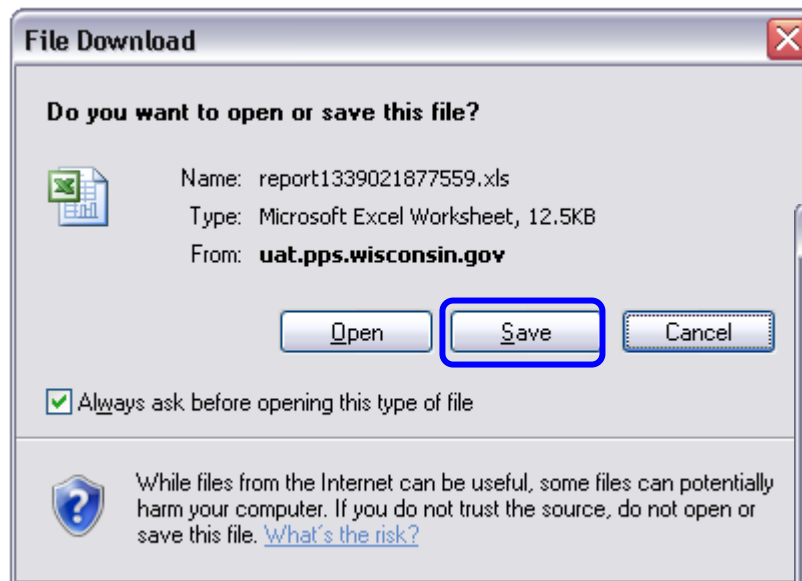 File Download
Do you want to open or save this file?
Name: report1339021877559.xls
Type: Microsoft Excel Worksheet, 12.5KB
From: uat.pps.wisconsin.gov
Open Save Cancel
Always ask before opening this type of file
While files from the Internet can be useful, some files can potentially
harm your computer. If you do not trust the source, do not open or
save this file. What's the risk?